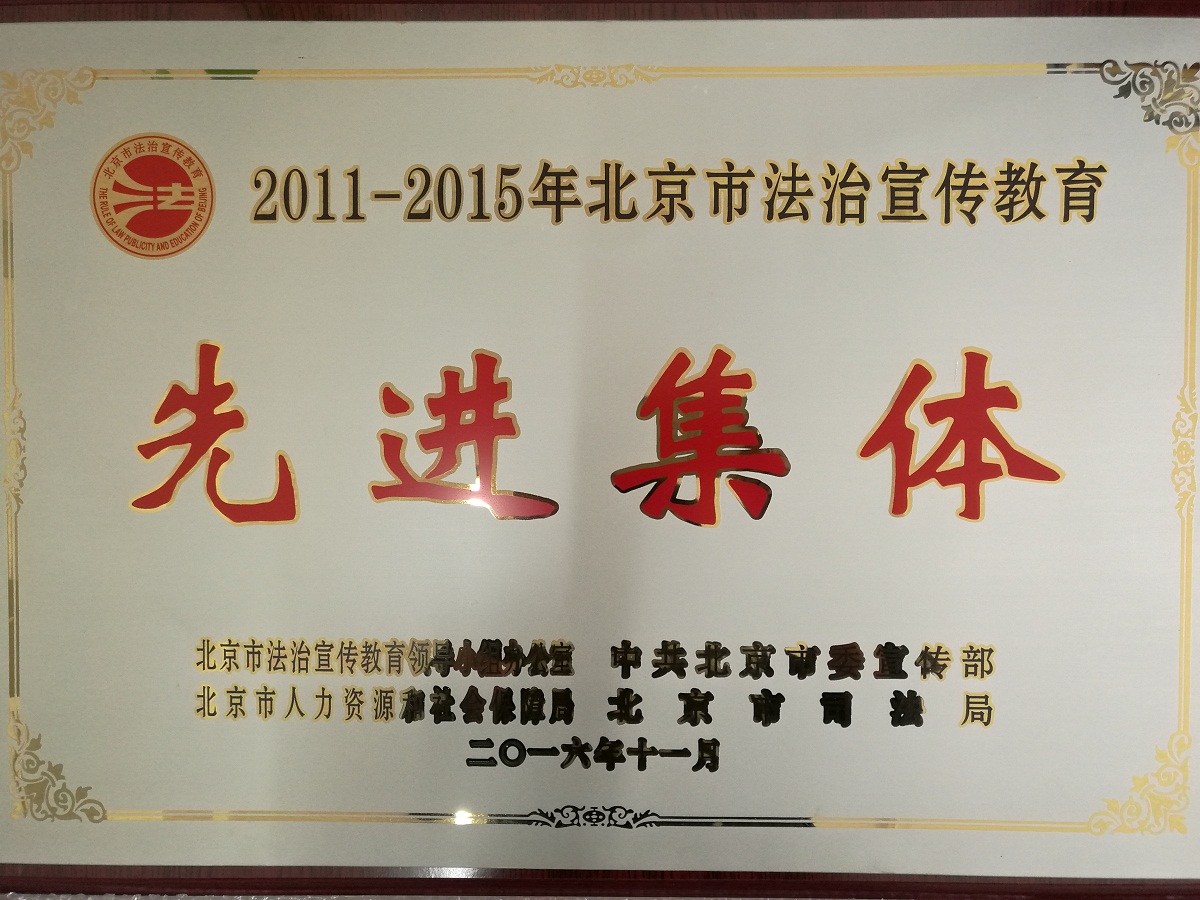 北京市法治宣传教育
THE RULE OF LAW PUBLICITY AND EDUCATION OF BEIJING
2011-2015年北京市法治宣传教育
先进集体
北京市法治宣传教育领导小组办公室 中共北京市委宣传部
北京市人力资源和社会保障局 北京市司法局
二〇一六年十一月